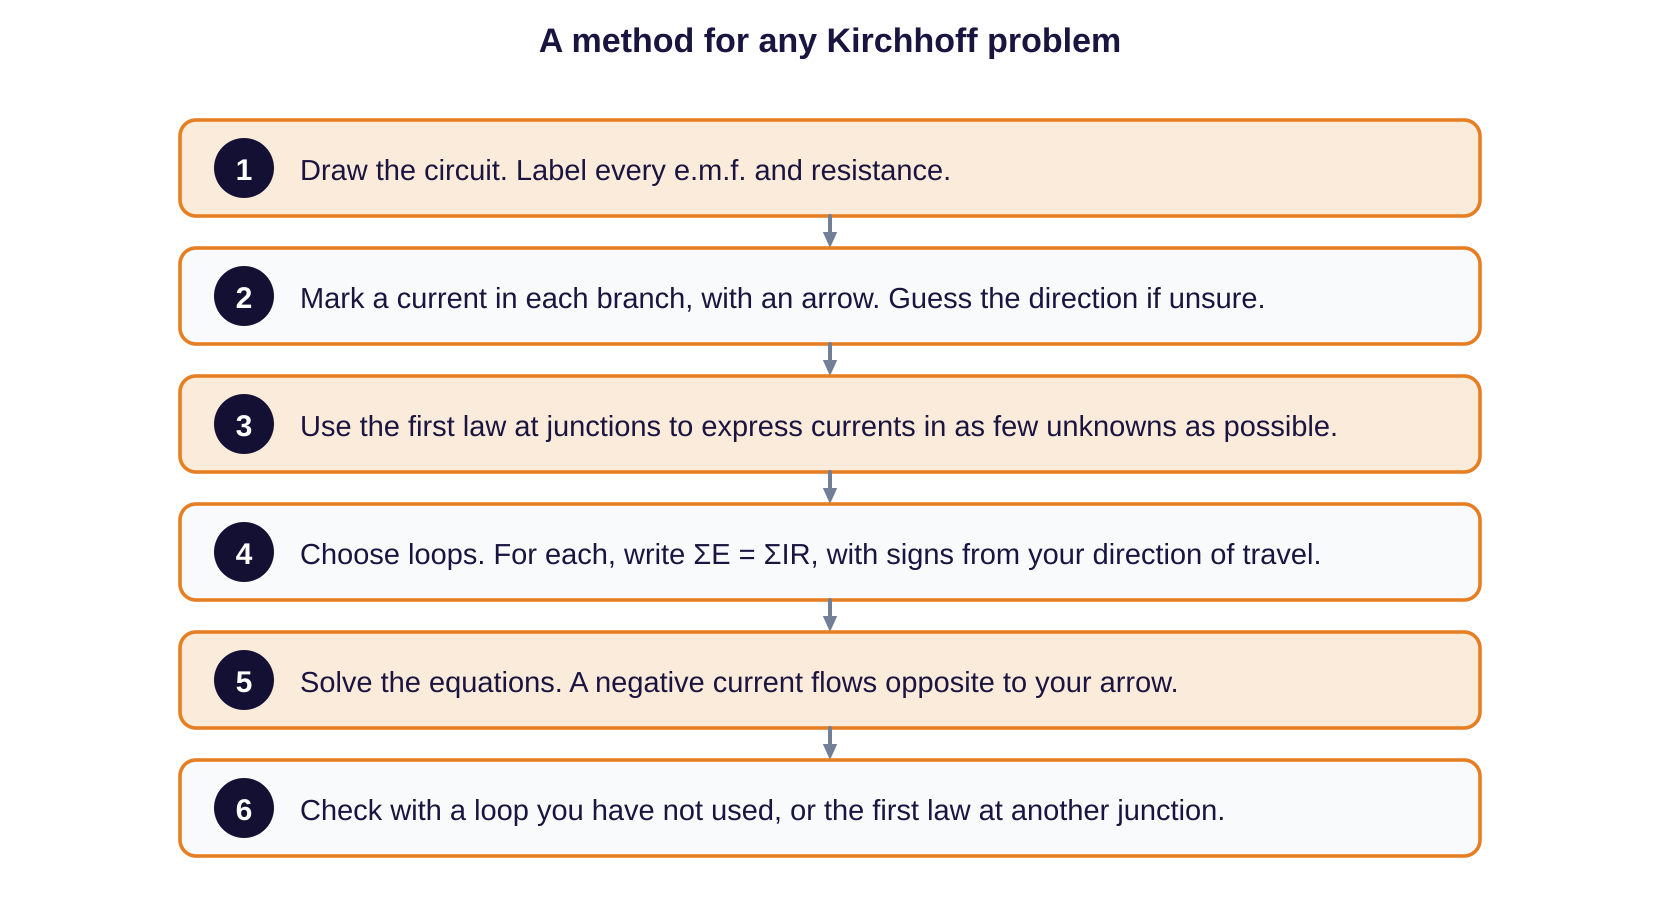 A method for any Kirchhoff problem
1 Draw the circuit. Label every e.m.f. and resistance.
2 Mark a current in each branch, with an arrow. Guess the direction if unsure.
3 Use the first law at junctions to express currents in as few unknowns as possible.
4 Choose loops. For each, write ΣE = ΣIR, with signs from your direction of travel.
5 Solve the equations. A negative current flows opposite to your arrow.
6 Check with a loop you have not used, or the first law at another junction.